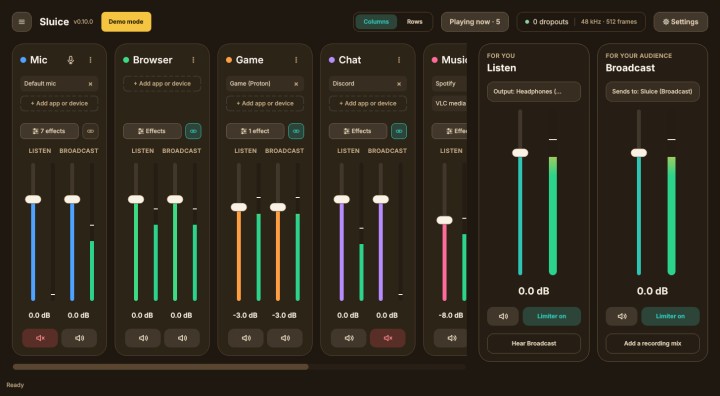 Sluice v0.10.0 Demo mode Columns Rows Playing now · 5 0 dropouts 48 kHz · 512 frames Settings
Mic
Default mic ×
+ Add app or device
7 effects
LISTEN BROADCAST
0.0 dB 0.0 dB
Browser
+ Add app or device
Effects
LISTEN BROADCAST
0.0 dB 0.0 dB
Game
Game (Proton) ×
+ Add app or device
1 effect
LISTEN BROADCAST
-3.0 dB -3.0 dB
Chat
Discord ×
+ Add app or device
Effects
LISTEN BROADCAST
0.0 dB 0.0 dB
Music
Spotify
VLC media
Effe
LISTEN
-8.0 dB
FOR YOU
Listen
Output: Headphones (...
0.0 dB
Limiter on
Hear Broadcast
FOR YOUR AUDIENCE
Broadcast
Sends to: Sluice (Broadcast)
0.0 dB
Limiter on
Add a recording mix
Ready